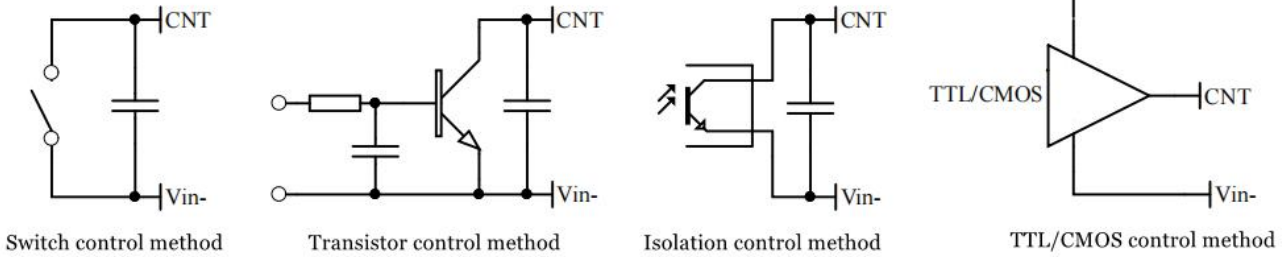 CNT
Vin-
Switch control method
CNT
Vin-
Transistor control method
CNT
Vin-
Isolation control method
TTL/CMOS
CNT
Vin-
TTL/CMOS control method